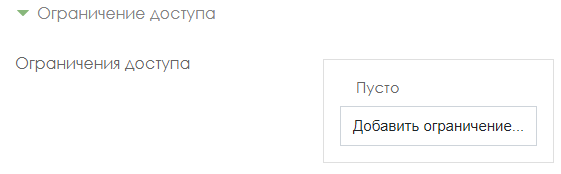 Ограничение доступа
Ограничения доступа
Пусто
Добавить ограничение...